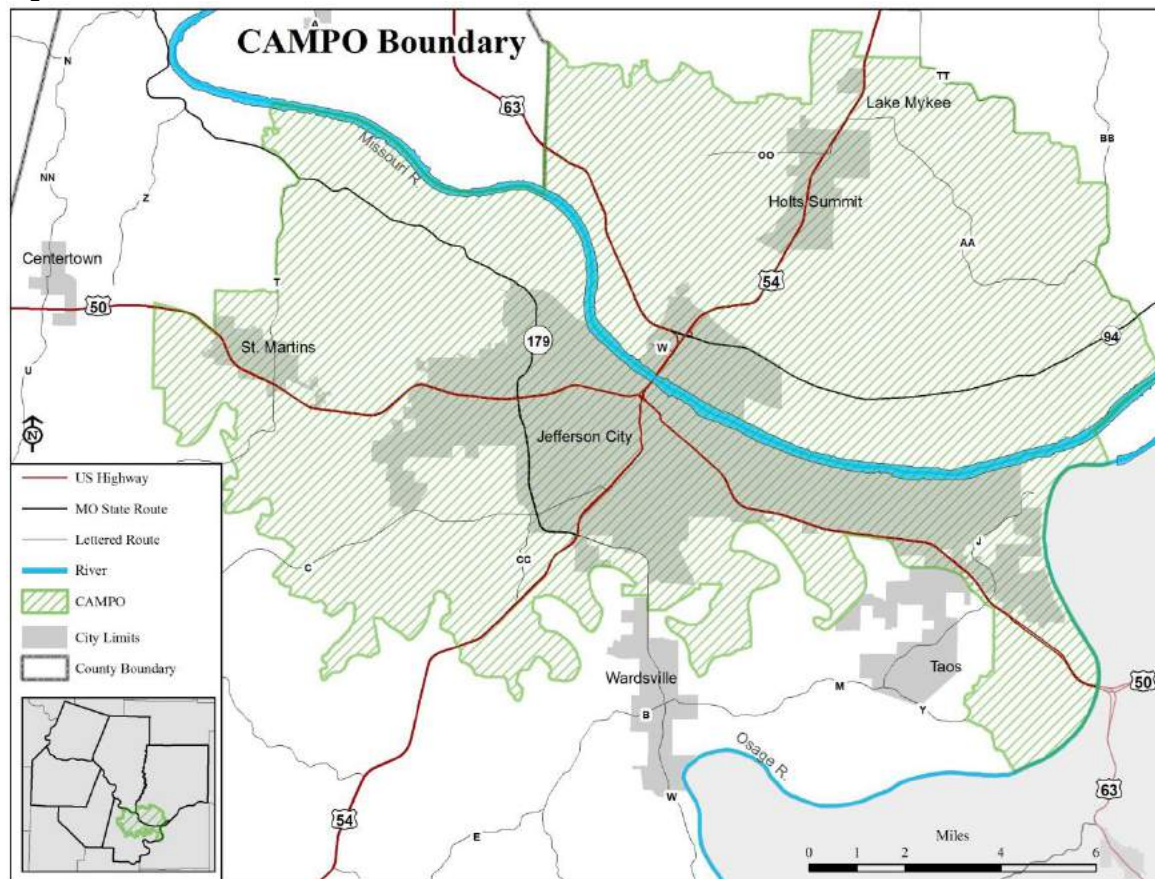 CAMPO Boundary
A
N
63
TT
Lake Mykee
BB
Missouri R.
OO
NN
Z
Holts Summit
AA
Centertown
T
54
50
94
179
W
St. Martins
U
N
Jefferson City
US Highway
MO State Route
Lettered Route
River
CAMPO
City Limits
County Boundary
J
CC
C
Taos
Wardsville
50
M
B
Y
Osage R.
W
63
54
E
Miles
0 1 2 4 6